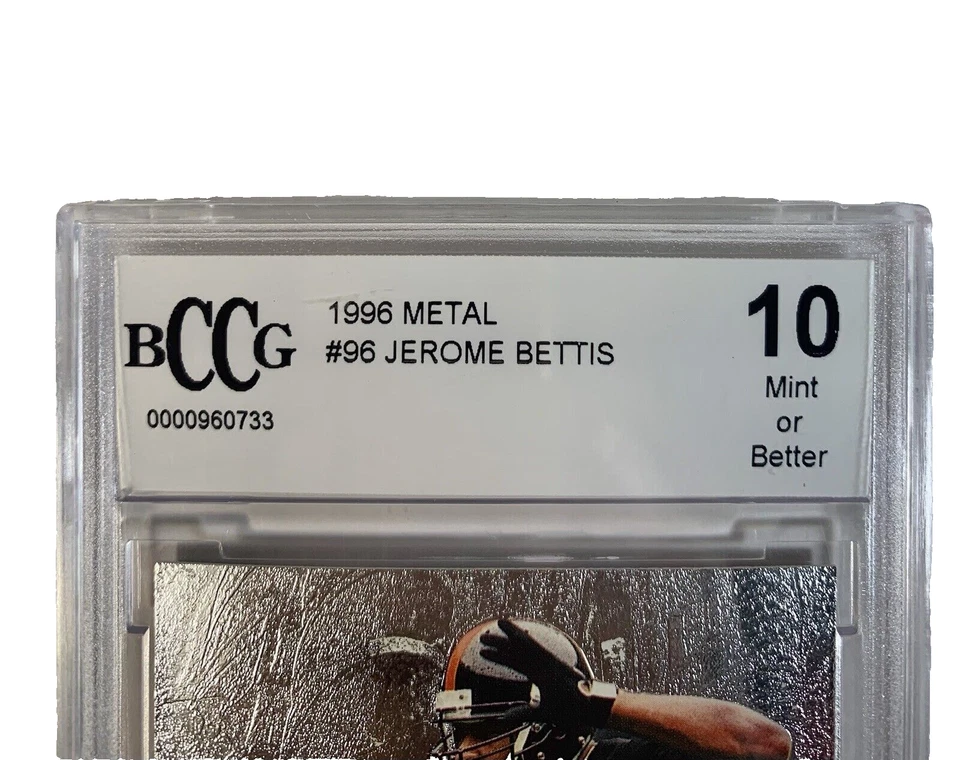 BCCG
0000960733
1996 METAL
#96 JEROME BETTIS
10
Mint
or
Better